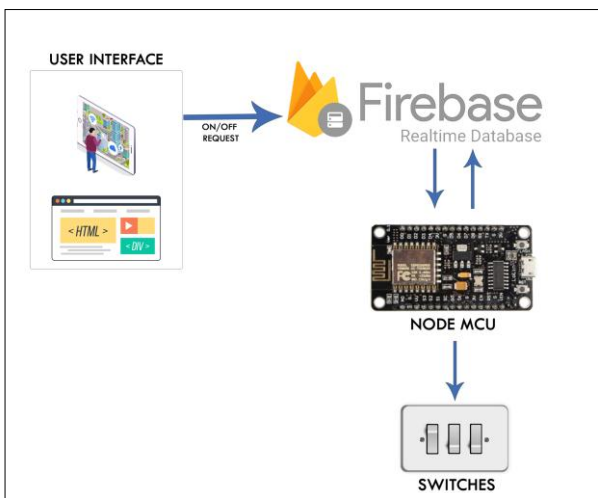 USER INTERFACE
ON/OFF
REQUEST
Firebase
Realtime Database
< HTML >
< DIV >
NODE MCU
SWITCHES